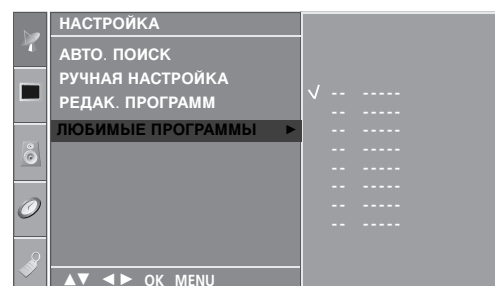 НАСТРОЙКА
АВТО. ПОИСК
РУЧНАЯ НАСТРОЙКА
РЕДАК. ПРОГРАММ
ЛЮБИМЫЕ ПРОГРАММЫ ►
√ -- -----
-- -----
-- -----
-- -----
-- -----
-- -----
-- -----
-- -----
▲▼ ◄► OK MENU